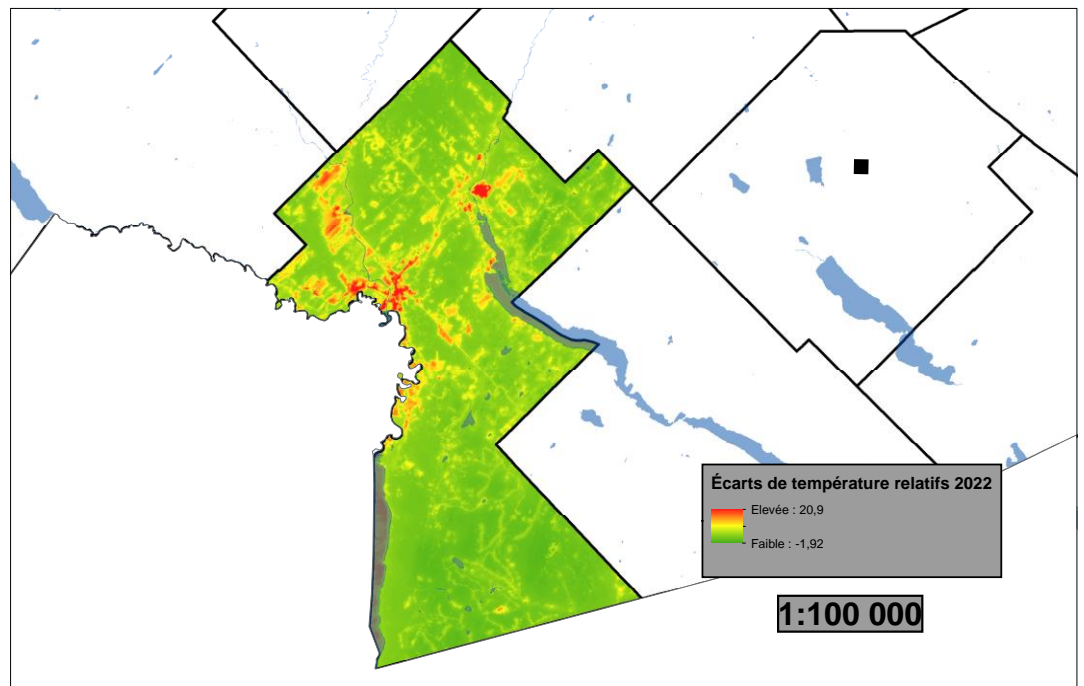 Écarts de température relatifs 2022
Elevée : 20,9
Faible : -1,92
1:100 000